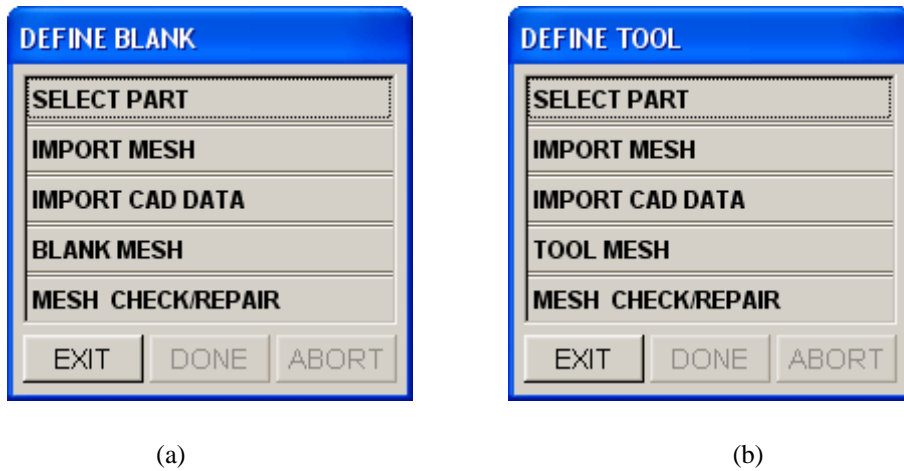 DEFINE BLANK
SELECT PART
IMPORT MESH
IMPORT CAD DATA
BLANK MESH
MESH CHECK/REPAIR
EXIT DONE ABORT
(a)
DEFINE TOOL
SELECT PART
IMPORT MESH
IMPORT CAD DATA
TOOL MESH
MESH CHECK/REPAIR
EXIT DONE ABORT
(b)